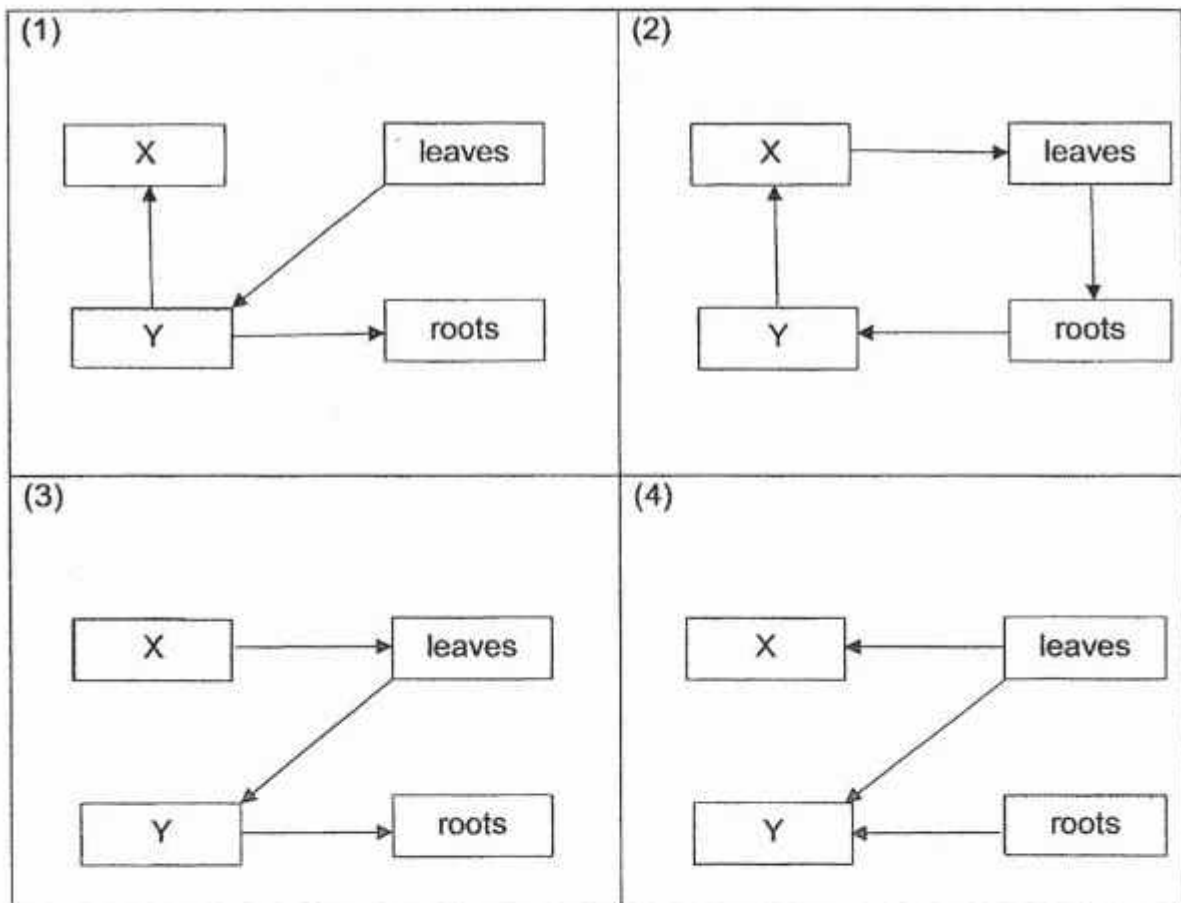 (1)
(2)
X
leaves
X
leaves
Y
roots
Y
roots
(3)
(4)
X
leaves
X
leaves
Y
roots
Y
roots